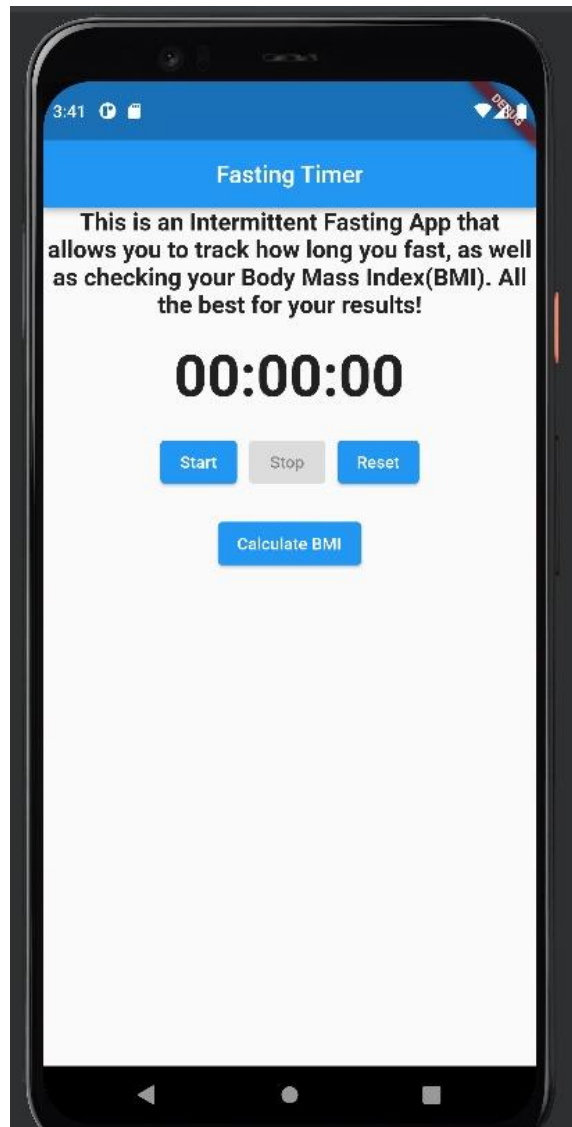 3:41
DEBUG
Fasting Timer
This is an Intermittent Fasting App that
allows you to track how long you fast, as well
as checking your Body Mass Index(BMI). All
the best for your results!
00:00:00
Start Stop Reset
Calculate BMI